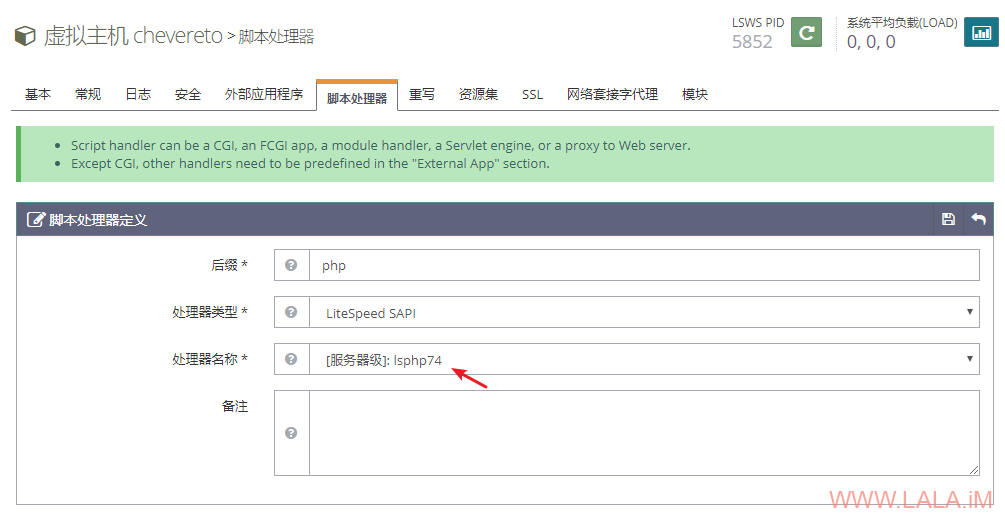 虚拟主机 chevereto > 脚本处理器
LSWS PID
5852
系统平均负载(LOAD)
0, 0, 0
基本 常规 日志 安全 外部应用程序 脚本处理器 重写 资源集 SSL 网络套接字代理 模块
Script handler can be a CGI, an FCGI app, a module handler, a Servlet engine, or a proxy to Web server.
Except CGI, other handlers need to be predefined in the "External App" section.
脚本处理器定义
后缀 * php
处理器类型 * LiteSpeed SAPI
处理器名称 * [服务器级]: lsphp74
备注
WWW.LALA.iM